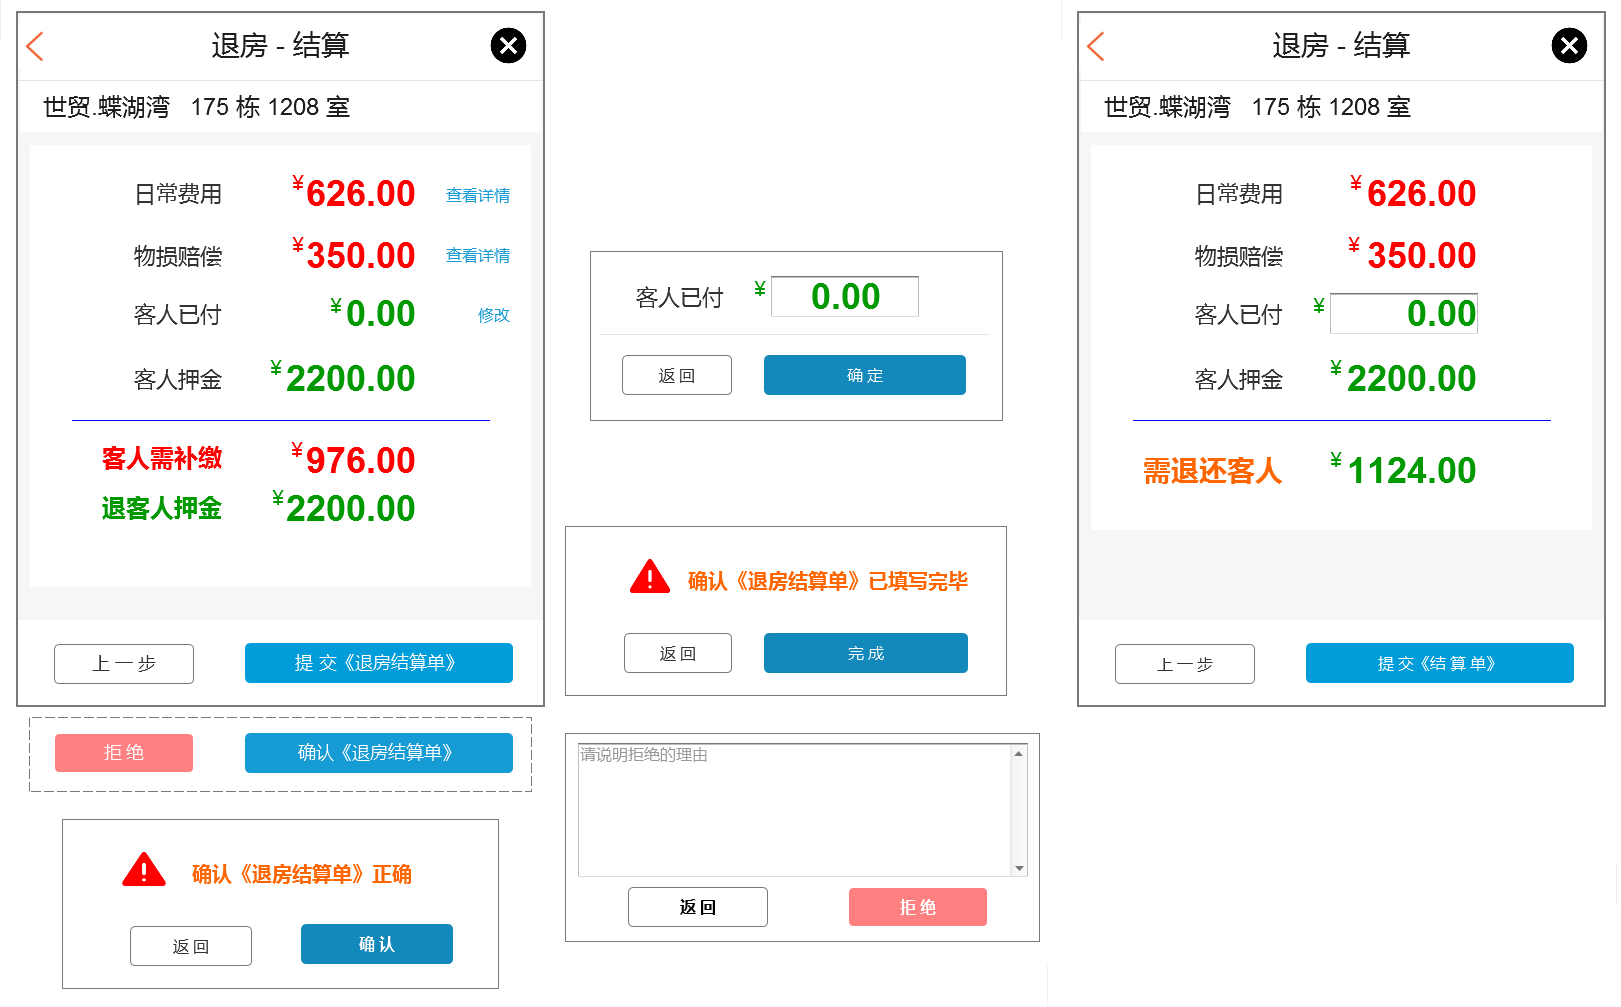 退房 - 结算
世贸.蝶湖湾 175 栋 1208 室
日常费用 ¥626.00 查看详情
物损赔偿 ¥350.00 查看详情
客人已付 ¥0.00 修改
客人押金 ¥2200.00
客人需补缴 ¥976.00
退客人押金 ¥2200.00
上 一 步 提 交《退房结算单》
拒 绝 确认《退房结算单》
确认《退房结算单》正确
返 回 确 认
客人已付 ¥ 0.00
返 回 确 定
确认《退房结算单》已填写完毕
返 回 完 成
请说明拒绝的理由
返 回 拒 绝
退房 - 结算
世贸.蝶湖湾 175 栋 1208 室
日常费用 ¥626.00
物损赔偿 ¥350.00
客人已付 ¥ 0.00
客人押金 ¥2200.00
需退还客人 ¥1124.00
上 一 步 提 交《结 算 单》